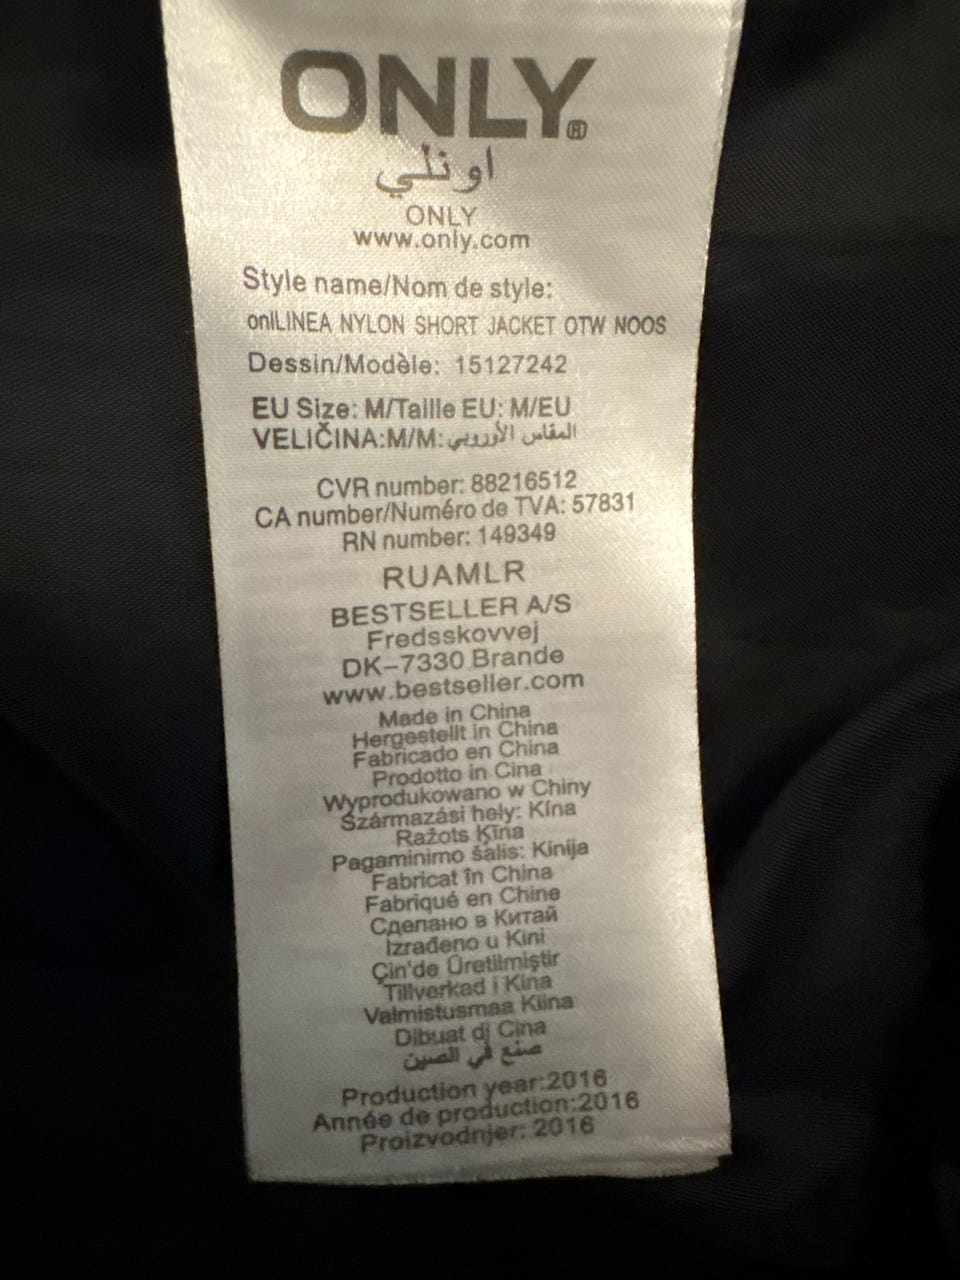 ONLY®
اونلي
ONLY
www.only.com
Style name/Nom de style:
onlLINEA NYLON SHORT JACKET OTW NOOS
Dessin/Modèle: 15127242
EU Size: M/Taille EU: M/EU
VELIČINA:M/M:المقاس الأوروبي
CVR number: 88216512
CA number/Numéro de TVA: 57831
RN number: 149349
RUAMLR
BESTSELLER A/S
Fredsskovvej
DK-7330 Brande
www.bestseller.com
Made in China
Hergestellt in China
Fabricado en China
Prodotto in Cina
Wyprodukowano w Chiny
Származási hely: Kína
Ražots Ķīna
Pagaminimo šalis: Kinija
Fabricat în China
Fabriqué en Chine
Сделано в Китай
Izrađeno u Kini
Çin'de Üretilmiştir
Tillverkad i Kina
Valmistusmaa Kiina
Dibuat di Cina
صنع في الصين
Production year:2016
Année de production:2016
Proizvodnjer: 2016